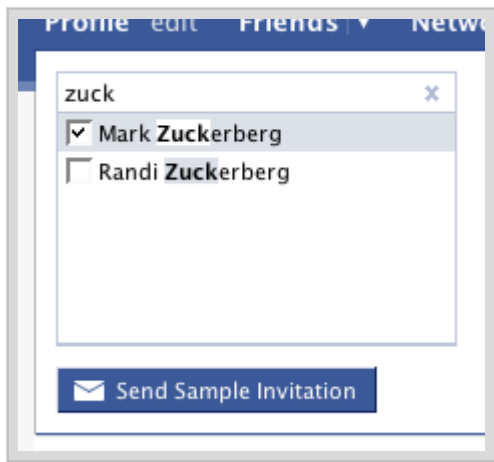 Profile edit Friends ▼ Netwo
zuck ×
Mark Zuckerberg
Randi Zuckerberg
Send Sample Invitation